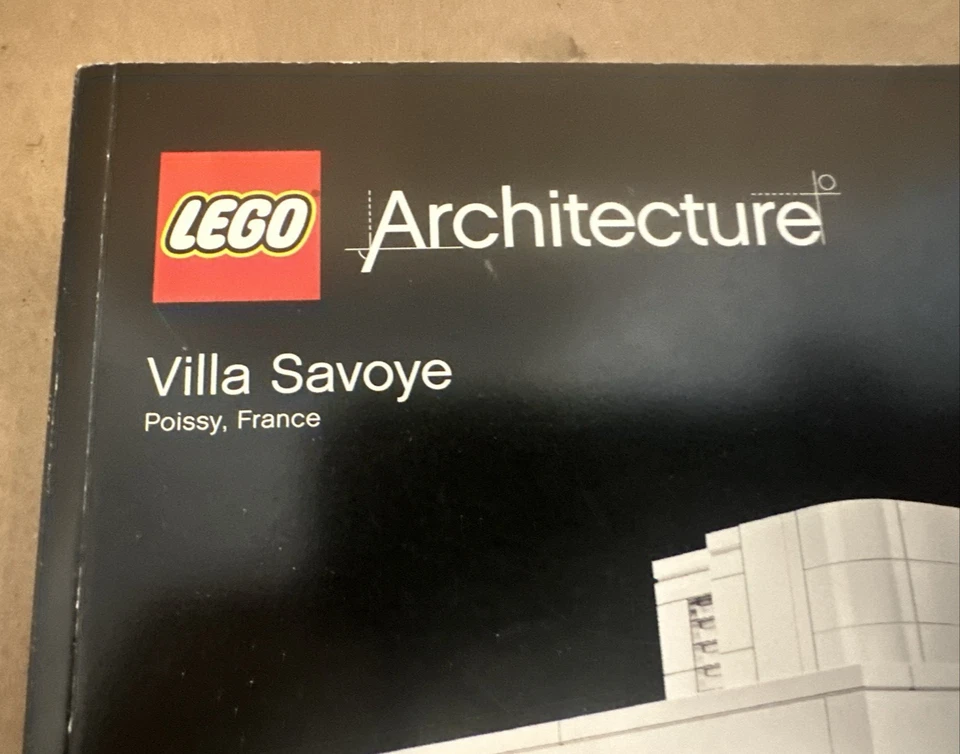 LEGO Architecture
Villa Savoye
Poissy, France